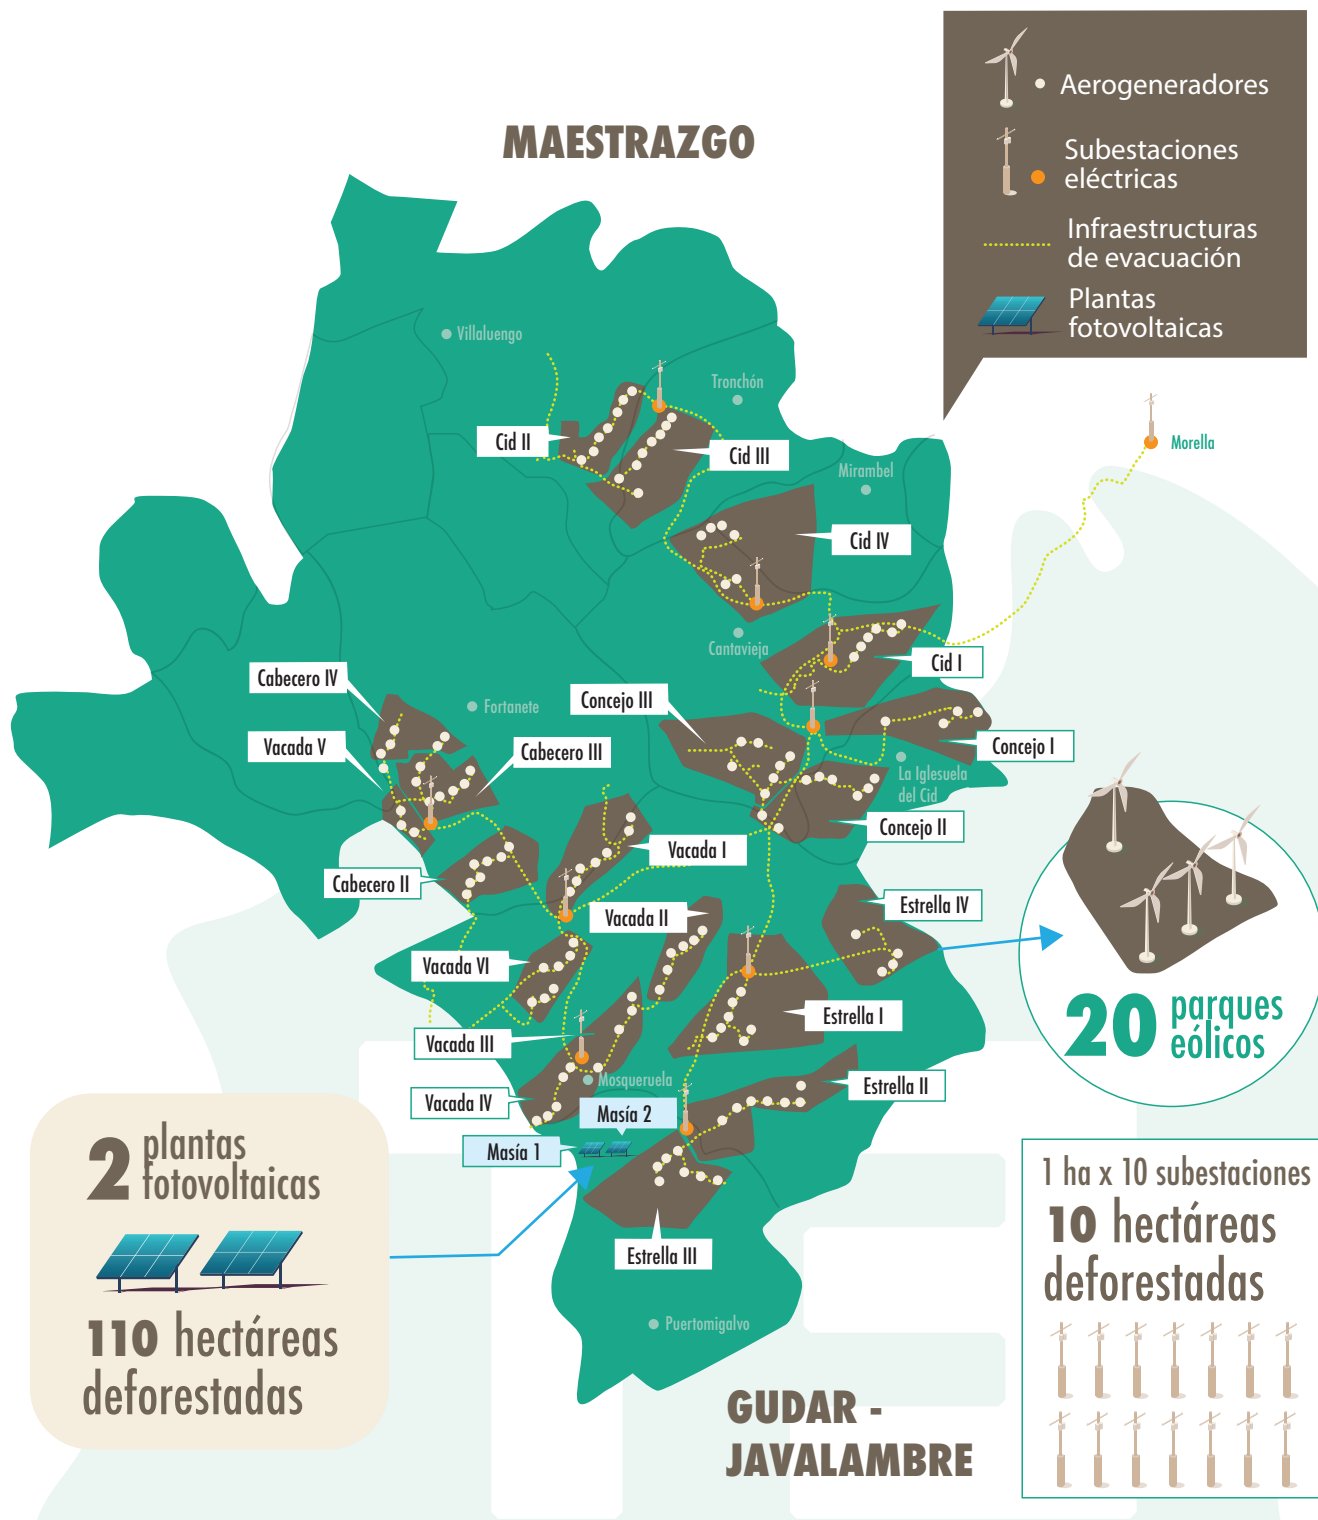 MAESTRAZGO
Aerogeneradores
Subestaciones
eléctricas
Infraestructuras
de evacuación
Plantas
fotovoltaicas
Villaluengo
Tronchón
Cid II
Cid III
Mirambel
Morella
Cid IV
Cantavieja
Cid I
Cabecero IV
Fortanete
Concejo III
Vacada V
Cabecero III
Concejo I
La Iglesuela
del Cid
Concejo II
Vacada I
Cabecero II
Vacada II
Estrella IV
Vacada VI
Estrella I
Vacada III
Mosqueruela
Estrella II
Vacada IV
Masía 2
Masía 1
Estrella III
Puertomigalvo
20 parques
eólicos
2 plantas
fotovoltaicas
110 hectáreas
deforestadas
1 ha x 10 subestaciones
10 hectáreas
deforestadas
GUDAR -
JAVALAMBRE